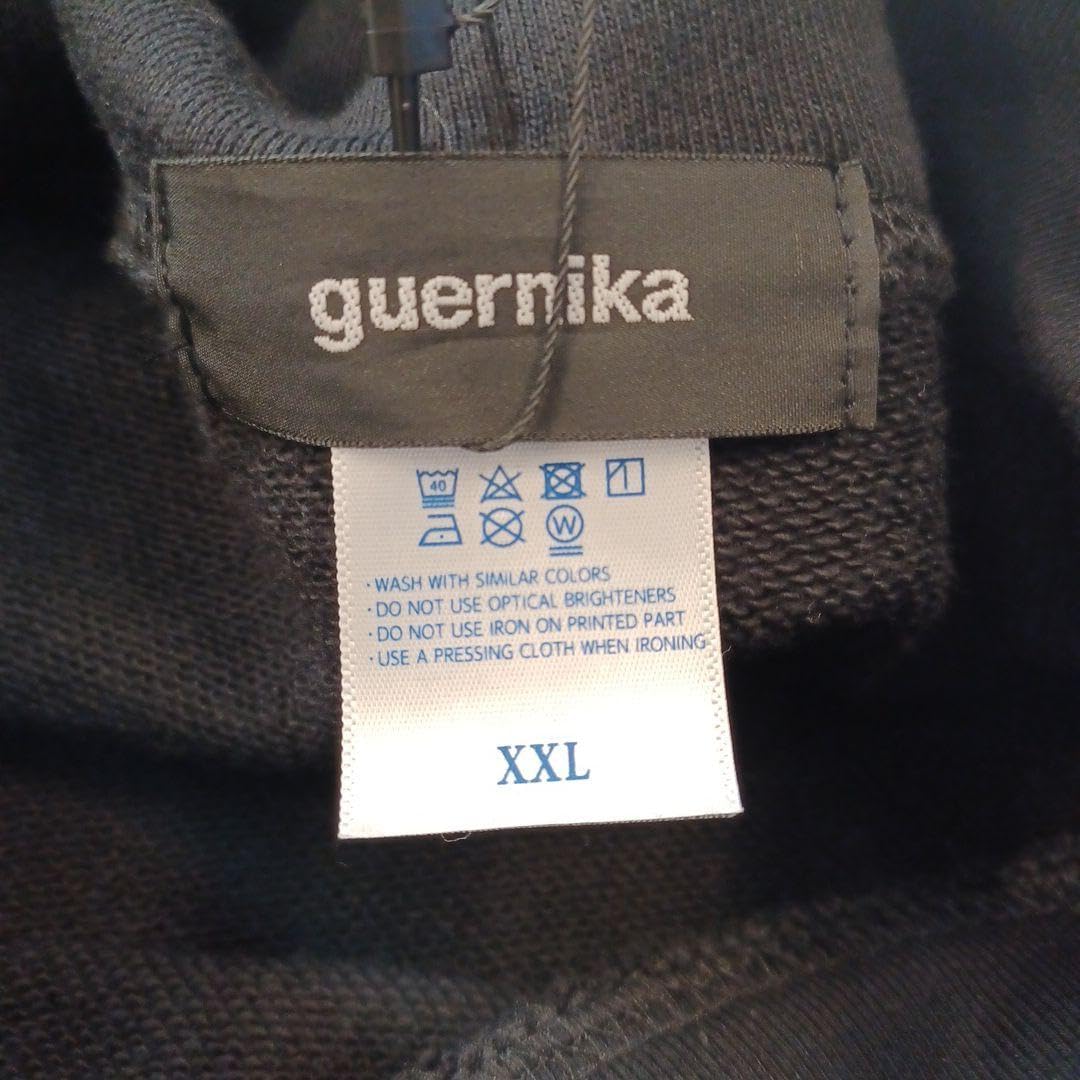 guernika
40
W
· WASH WITH SIMILAR COLORS
· DO NOT USE OPTICAL BRIGHTENERS
· DO NOT USE IRON ON PRINTED PART
· USE A PRESSING CLOTH WHEN IRONING
XXL